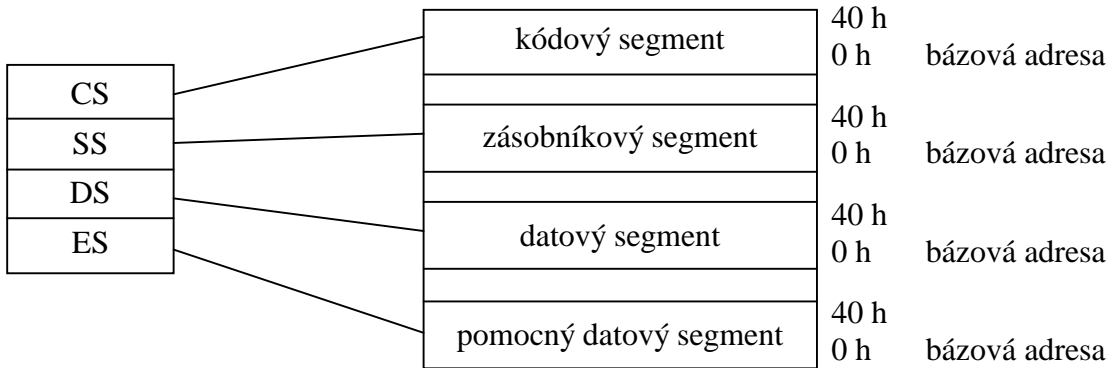 CS
SS
DS
ES
kódový segment
40 h
0 h bázová adresa
zásobníkový segment
40 h
0 h bázová adresa
datový segment
40 h
0 h bázová adresa
pomocný datový segment
40 h
0 h bázová adresa